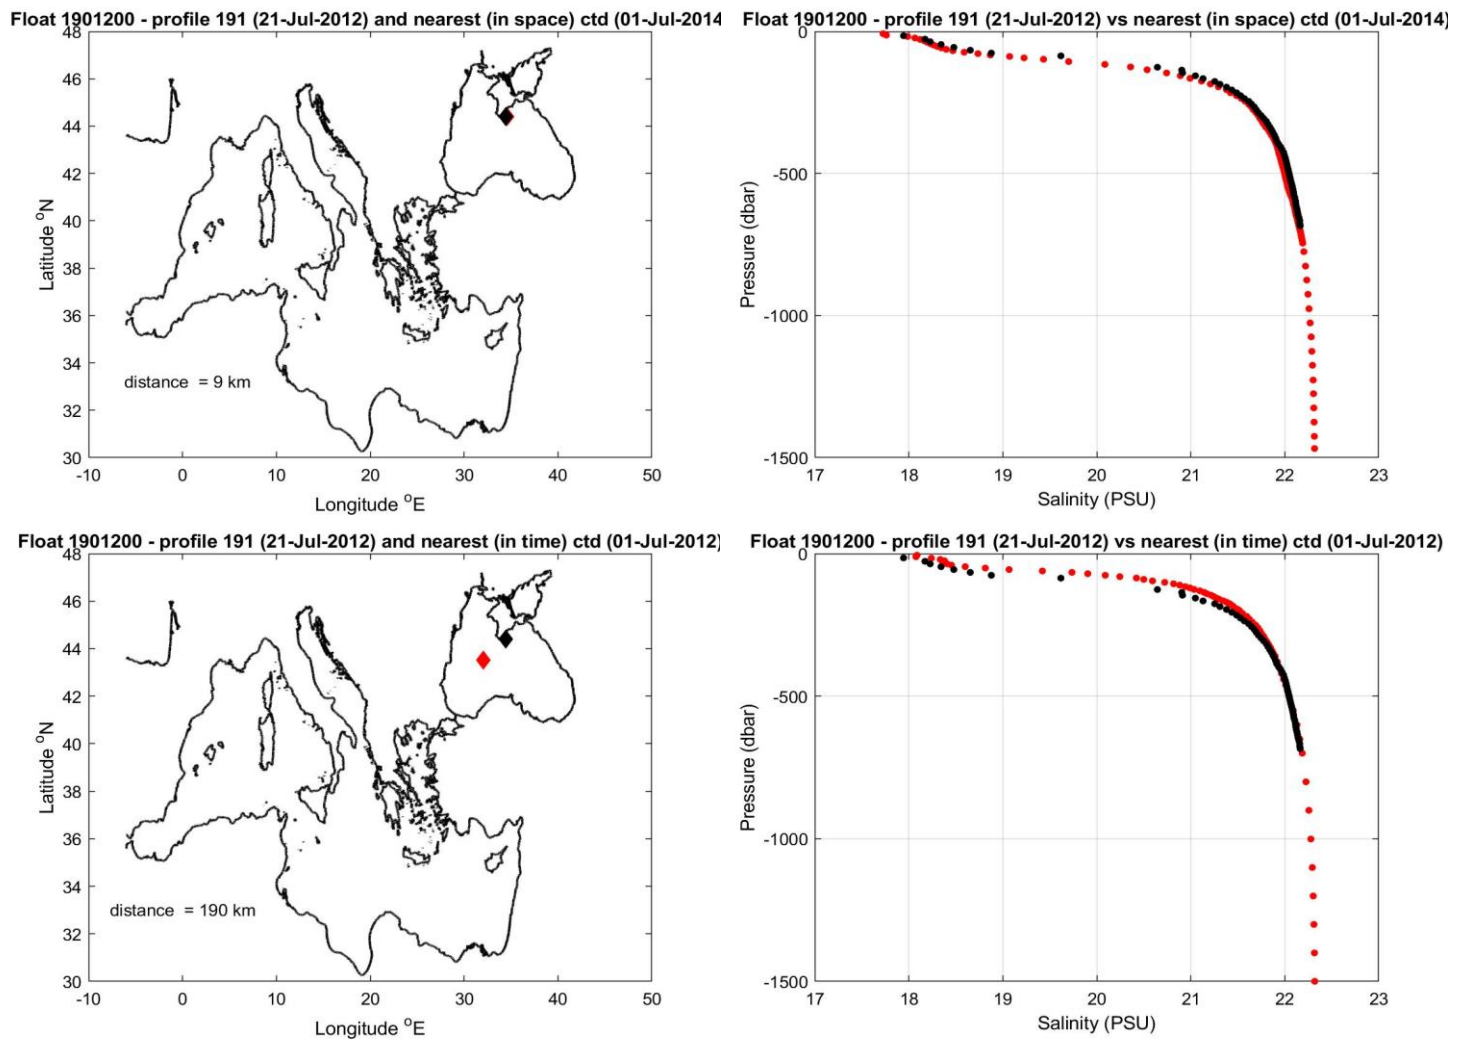 Float 1901200 - profile 191 (21-Jul-2012) and nearest (in space) ctd (01-Jul-2014
48
46
44
42
40
38
36
34
32
30
Latitude °N
distance = 9 km
-10 0 10 20 30 40 50
Longitude °E
Float 1901200 - profile 191 (21-Jul-2012) vs nearest (in space) ctd (01-Jul-2014)
0
-500
-1000
-1500
Pressure (dbar)
17 18 19 20 21 22 23
Salinity (PSU)
Float 1901200 - profile 191 (21-Jul-2012) and nearest (in time) ctd (01-Jul-2012)
48
46
44
42
40
38
36
34
32
30
Latitude °N
distance = 190 km
-10 0 10 20 30 40 50
Longitude °E
Float 1901200 - profile 191 (21-Jul-2012) vs nearest (in time) ctd (01-Jul-2012)
0
-500
-1000
-1500
Pressure (dbar)
17 18 19 20 21 22 23
Salinity (PSU)